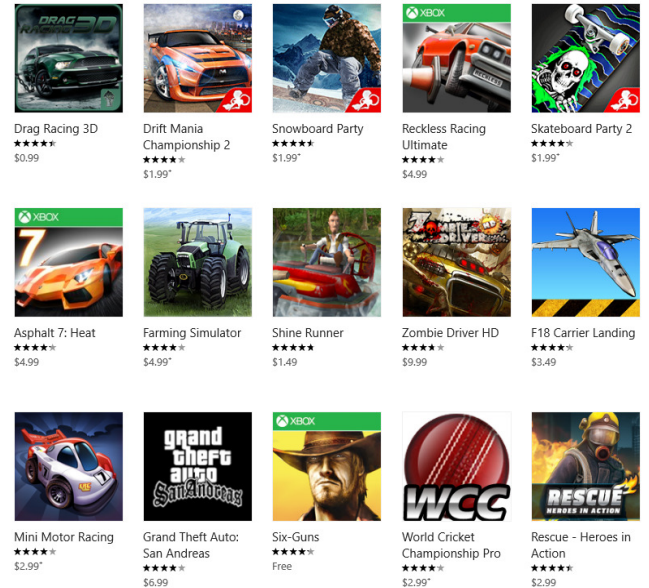 DRAG
RACING 3D
XBOX
RECKLESS
Drag Racing 3D
$0.99
Drift Mania
Championship 2
$1.99*
Snowboard Party
$1.99*
Reckless Racing
Ultimate
$4.99
Skateboard Party 2
$1.99*
XBOX
7
ZOMBIE
DRIVER HD
Asphalt 7: Heat
$4.99
Farming Simulator
$4.99*
Shine Runner
$1.49
Zombie Driver HD
$9.99
F18 Carrier Landing
$3.49
grand
theft
auto
San Andreas
XBOX
WCC
RESCUE
HEROES IN ACTION
Mini Motor Racing
$2.99*
Grand Theft Auto:
San Andreas
$6.99
Six-Guns
Free
World Cricket
Championship Pro
$2.99*
Rescue - Heroes in
Action
$2.99